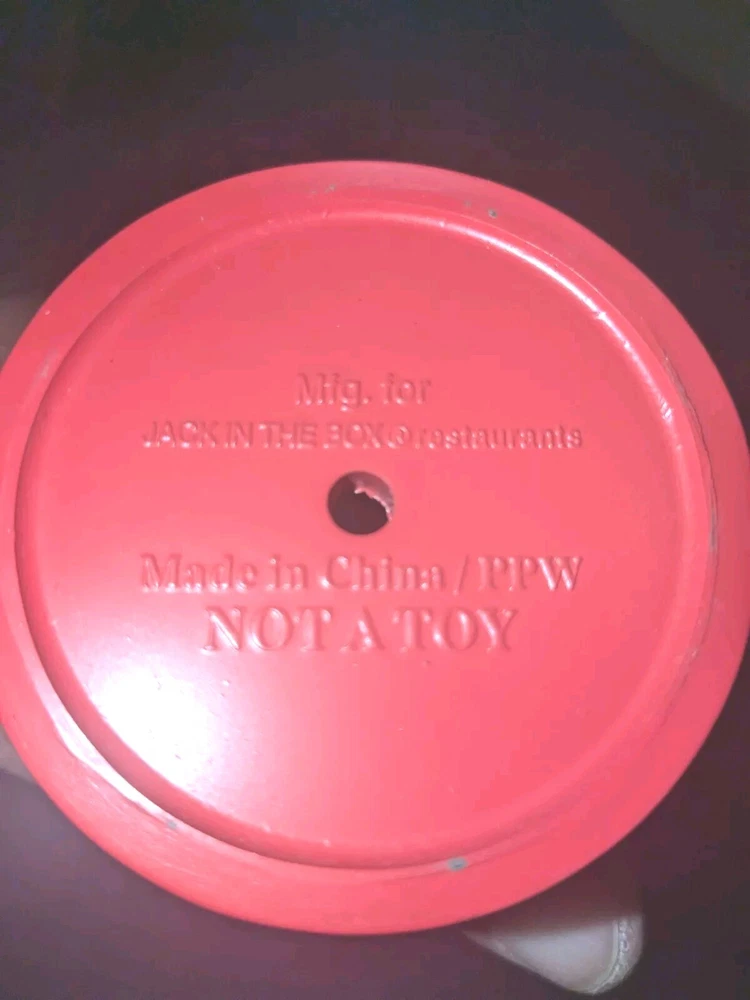 Mfg. for
JACK IN THE BOX® restaurants
Made in China / PPW
NOT A TOY